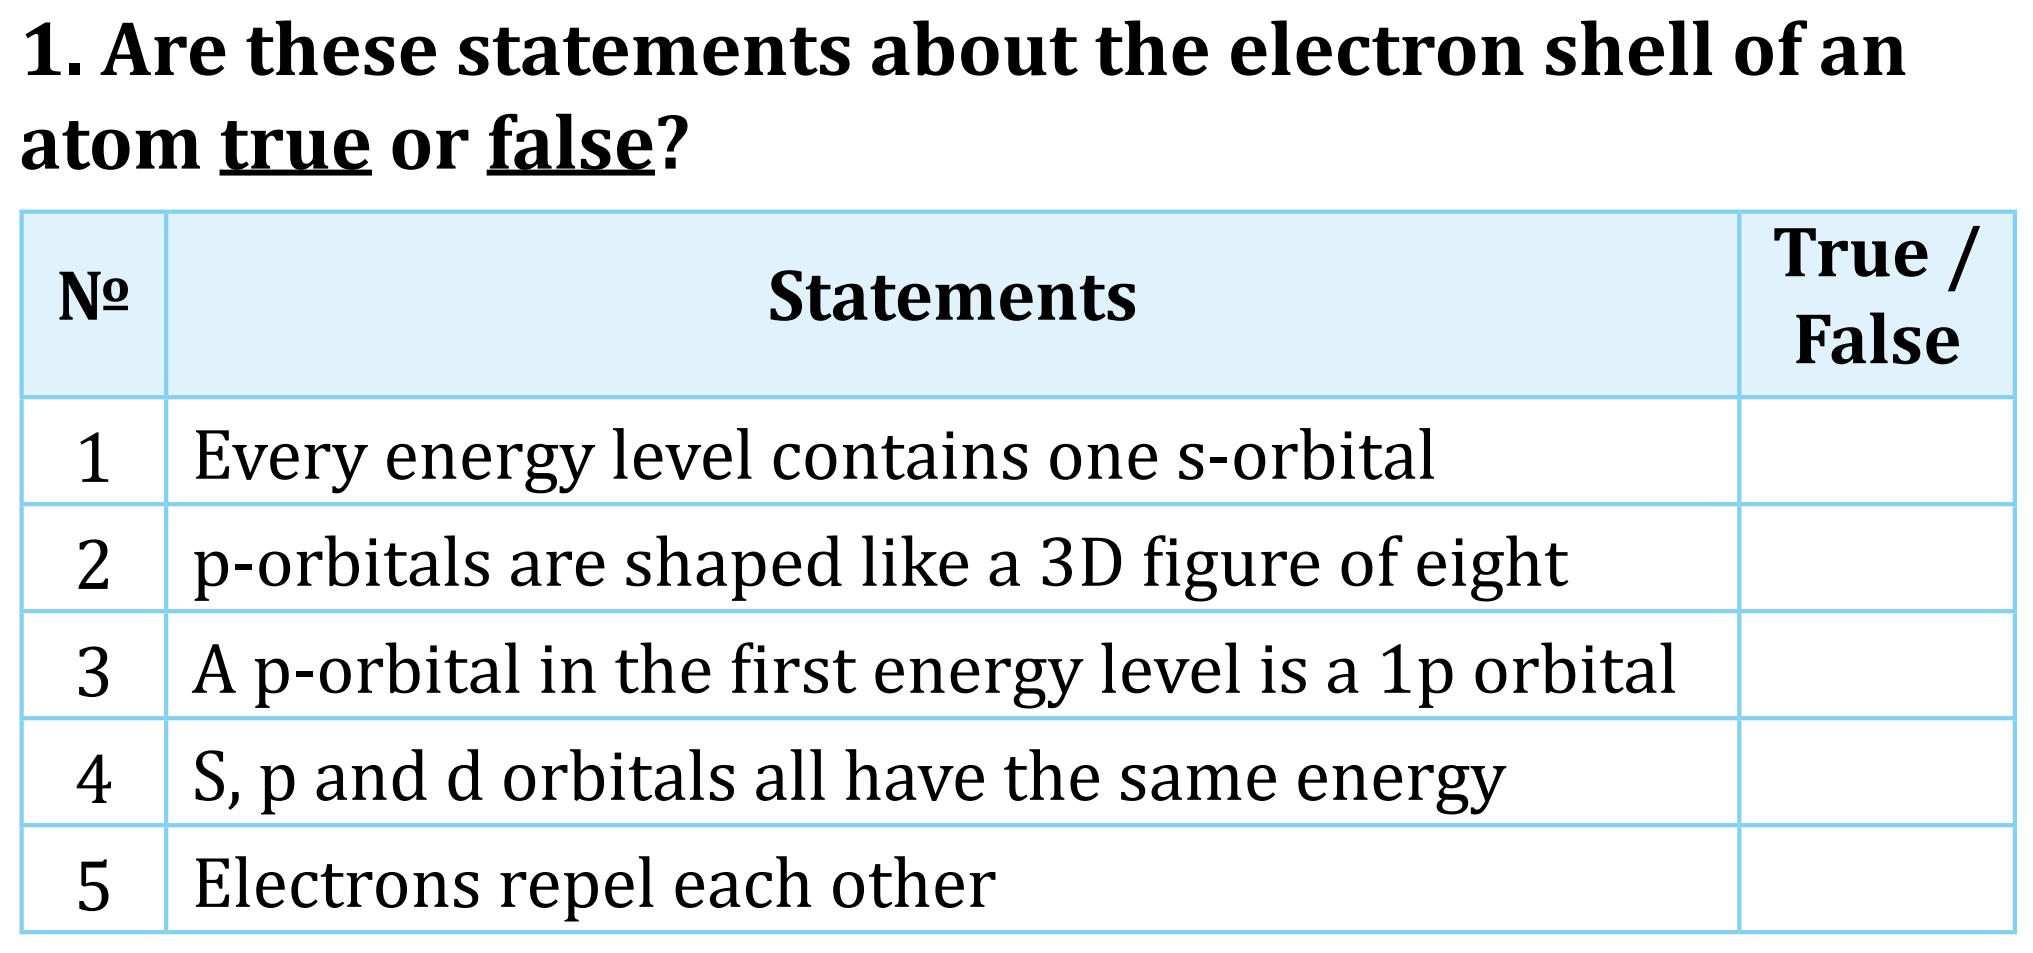 1. Are these statements about the electron shell of an
atom true or false?
№ Statements True /
False
1 Every energy level contains one s-orbital
2 p-orbitals are shaped like a 3D figure of eight
3 A p-orbital in the first energy level is a 1p orbital
4 S, p and d orbitals all have the same energy
5 Electrons repel each other